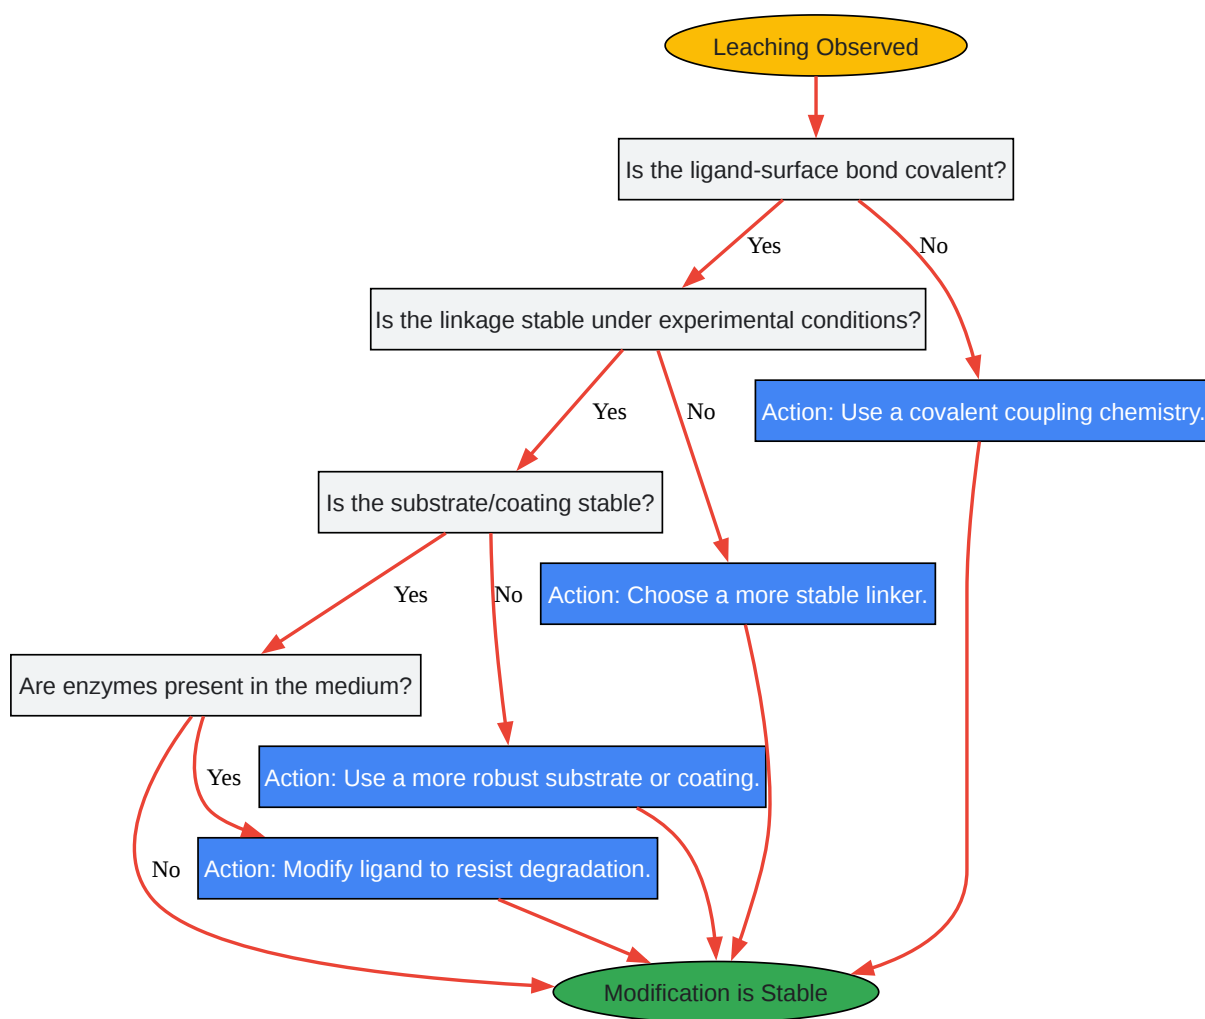 Leaching Observed
Is the ligand-surface bond covalent?
Yes
No
Is the linkage stable under experimental conditions?
Yes
No
Action: Use a covalent coupling chemistry.
Is the substrate/coating stable?
Yes
No
Action: Choose a more stable linker.
Are enzymes present in the medium?
Yes
Action: Use a more robust substrate or coating.
No
Action: Modify ligand to resist degradation.
Modification is Stable